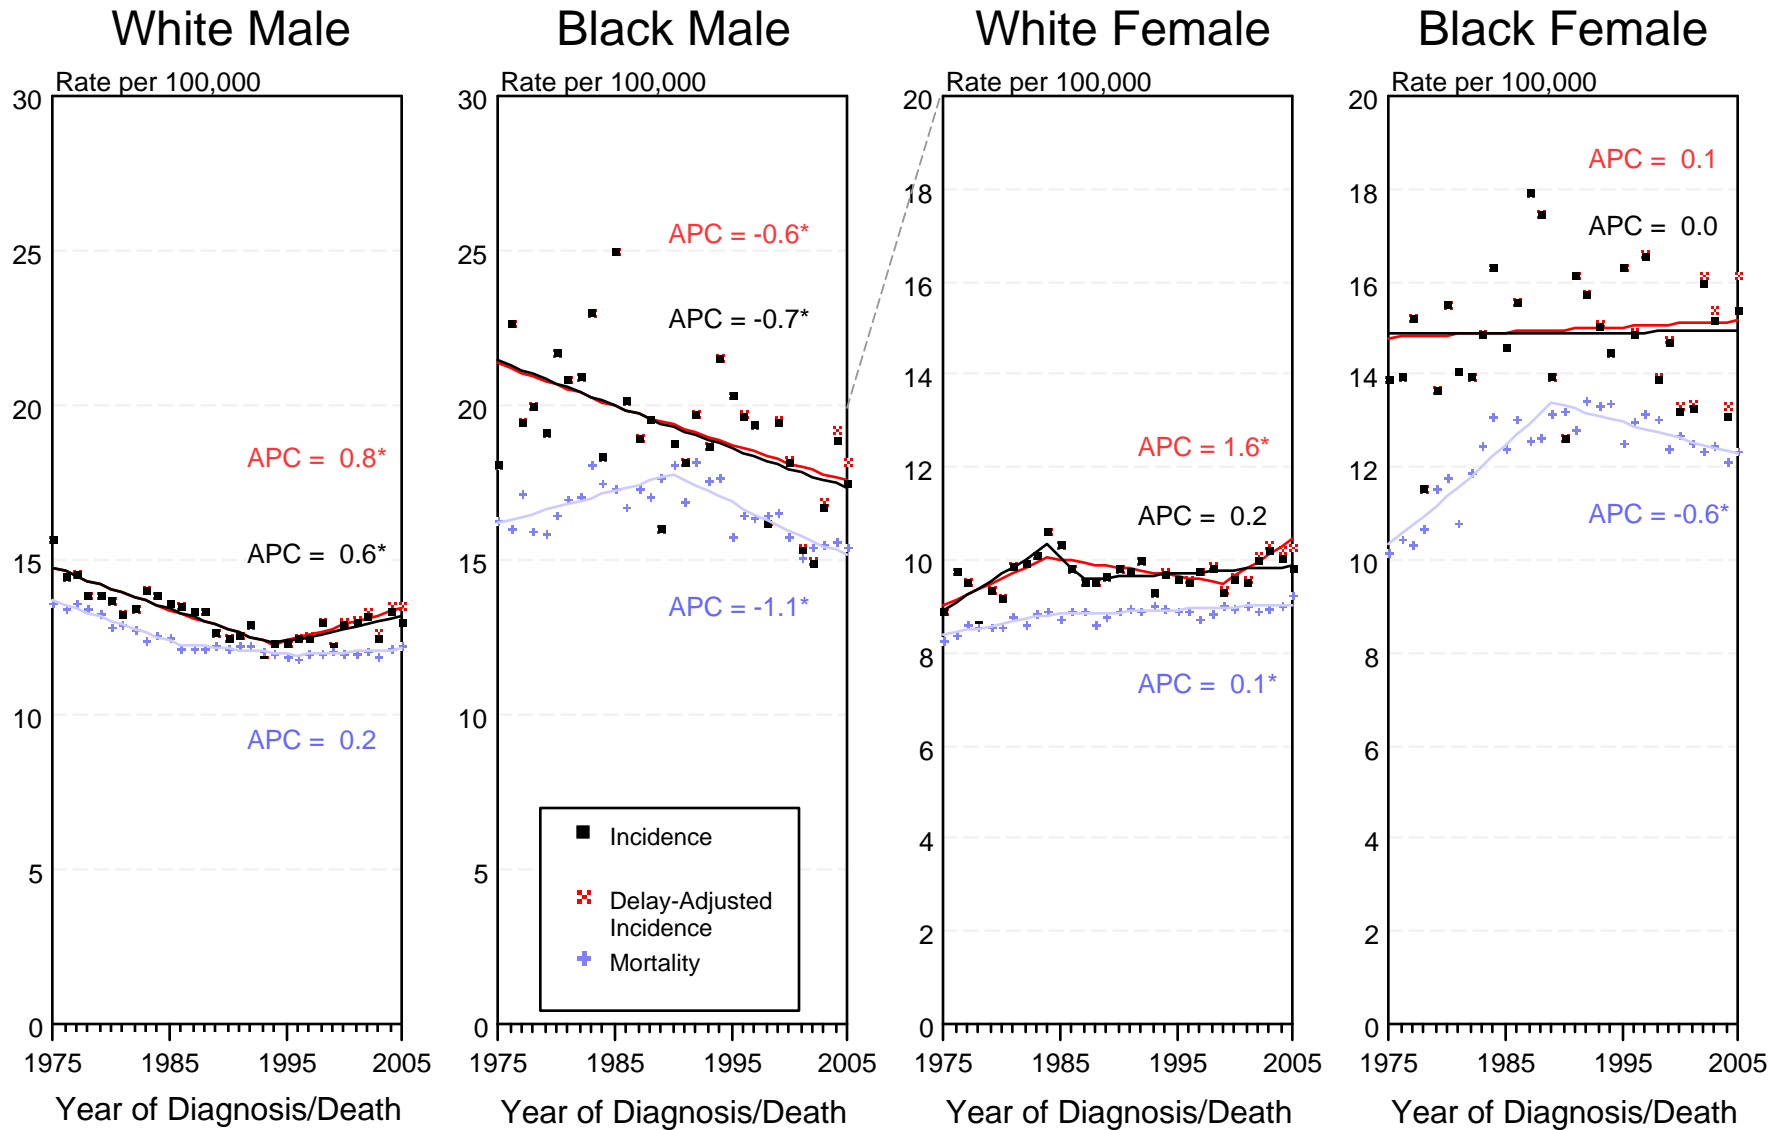 White Male
Black Male
White Female
Black Female
Rate per 100,000
Rate per 100,000
Rate per 100,000
Rate per 100,000
30
25
20
15
10
5
0
APC = 0.8*
APC = 0.6*
APC = 0.2
1975
1985
1995
2005
Year of Diagnosis/Death
30
25
20
15
10
5
0
APC = -0.6*
APC = -0.7*
APC = -1.1*
Incidence
Delay-Adjusted
Incidence
Mortality
1975
1985
1995
2005
Year of Diagnosis/Death
20
18
16
14
12
10
8
6
4
2
0
APC = 1.6*
APC = 0.2
APC = 0.1*
1975
1985
1995
2005
Year of Diagnosis/Death
20
18
16
14
12
10
8
6
4
2
0
APC = 0.1
APC = 0.0
APC = -0.6*
1975
1985
1995
2005
Year of Diagnosis/Death